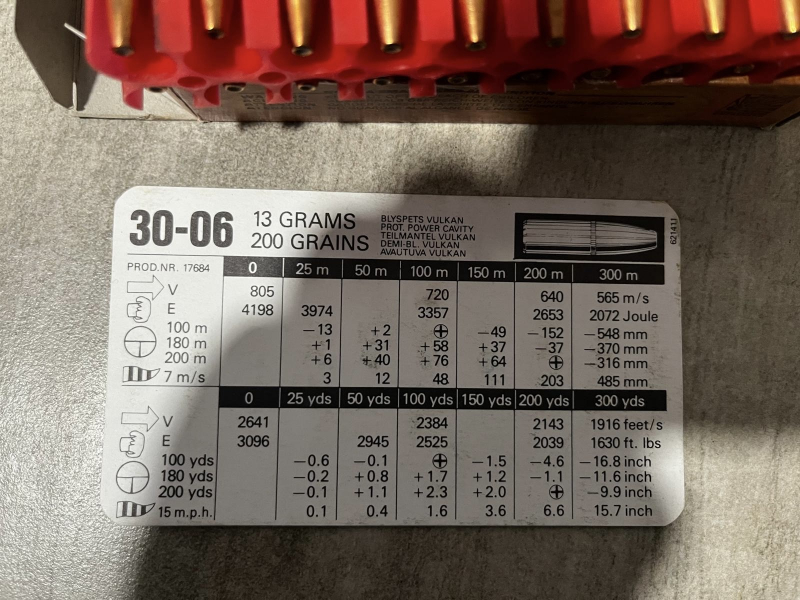 30-06 13 GRAMS
200 GRAINS
BLYSPETS VULKAN
PROT. POWER CAVITY
TEILMANTEL VULKAN
DEMI-BL. VULKAN
AVAUTUVA VULKAN
62141J
PROD.NR. 17684 0 25 m 50 m 100 m 150 m 200 m 300 m
V 805 720 640 565 m/s
E 4198 3974 3357 2653 2072 Joule
100 m −13 +2 ⊕ −49 −152 −548 mm
180 m +1 +31 +58 +37 −37 −370 mm
200 m +6 +40 +76 +64 ⊕ −316 mm
7 m/s 3 12 48 111 203 485 mm
0 25 yds 50 yds 100 yds 150 yds 200 yds 300 yds
V 2641 2384 2143 1916 feet/s
E 3096 2945 2525 2039 1630 ft. lbs
100 yds −0.6 −0.1 ⊕ −1.5 −4.6 −16.8 inch
180 yds −0.2 +0.8 +1.7 +1.2 −1.1 −11.6 inch
200 yds −0.1 +1.1 +2.3 +2.0 ⊕ −9.9 inch
15 m.p.h. 0.1 0.4 1.6 3.6 6.6 15.7 inch